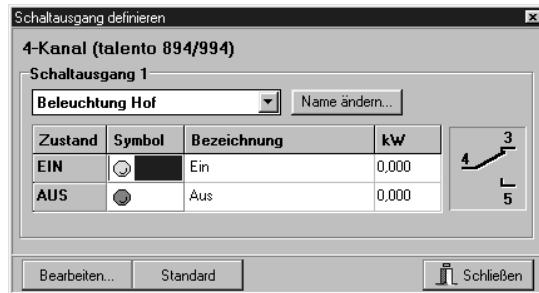 Schaltausgang definieren
4-Kanal (talento 894/994)
Schaltausgang 1
Beleuchtung Hof Name ändern...
Zustand Symbol Bezeichnung kW
EIN Ein 0,000
AUS Aus 0,000
3
4
5
Bearbeiten... Standard Schließen